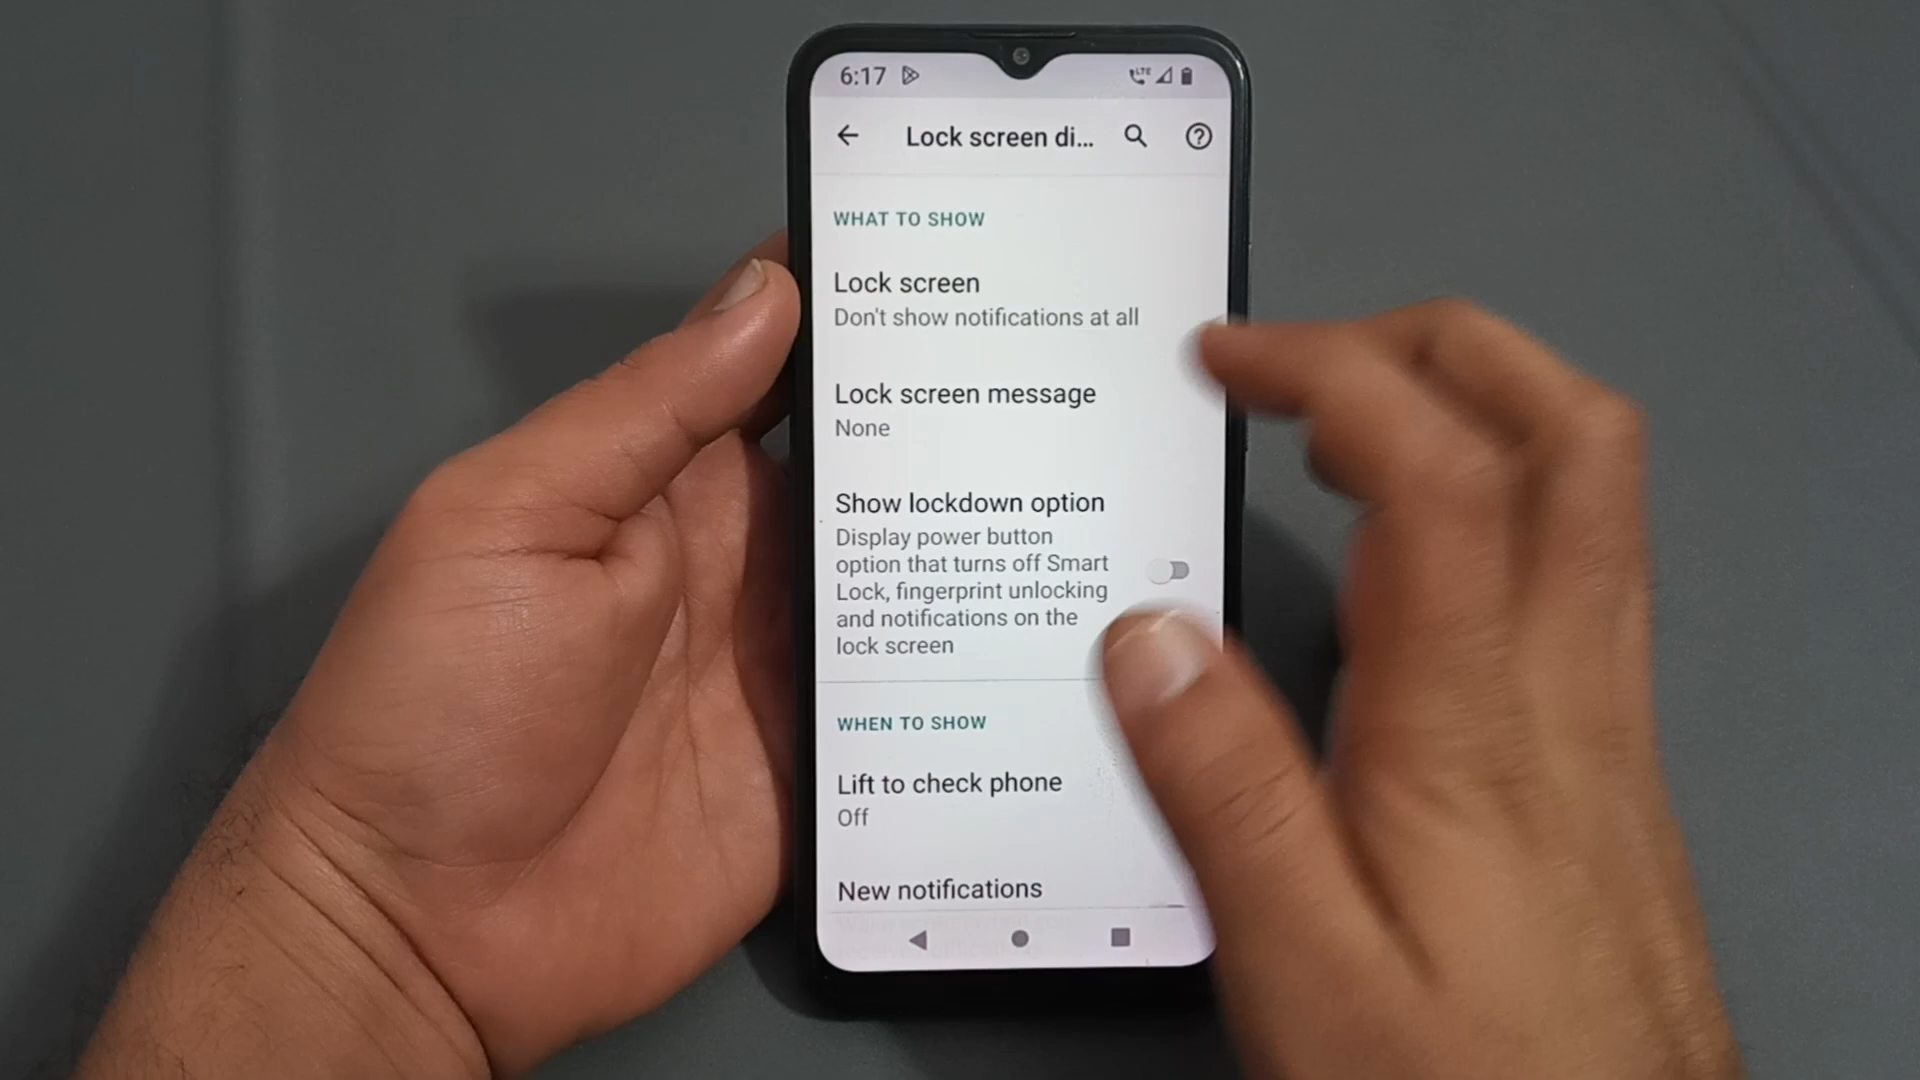 6:17
LTE
Lock screen di...
WHAT TO SHOW
Lock screen
Don't show notifications at all
Lock screen message
None
Show lockdown option
Display power button
option that turns off Smart
Lock, fingerprint unlocking
and notifications on the
lock screen
WHEN TO SHOW
Lift to check phone
Off
New notifications